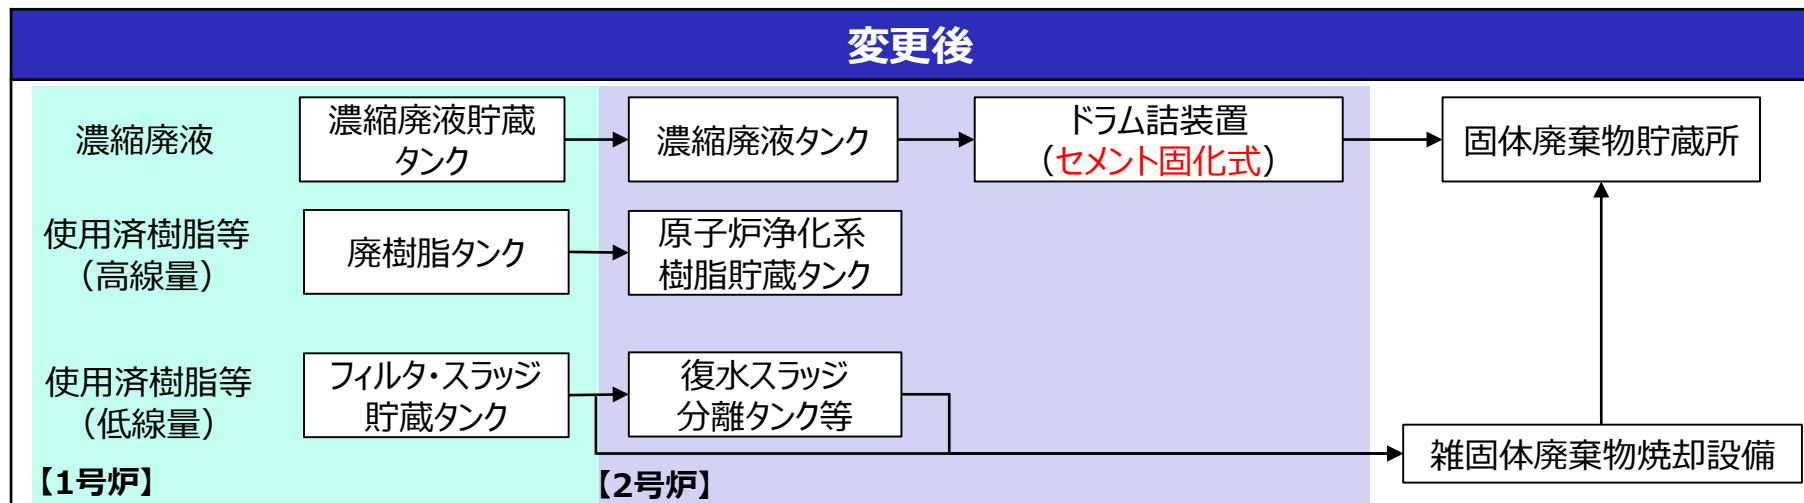 変更後
濃縮廃液
濃縮廃液貯蔵
タンク
濃縮廃液タンク
ドラム詰装置
（セメント固化式）
固体廃棄物貯蔵所
使用済樹脂等
（高線量）
廃樹脂タンク
原子炉浄化系
樹脂貯蔵タンク
使用済樹脂等
（低線量）
フィルタ・スラッジ
貯蔵タンク
復水スラッジ
分離タンク等
雑固体廃棄物焼却設備
【1号炉】
【2号炉】